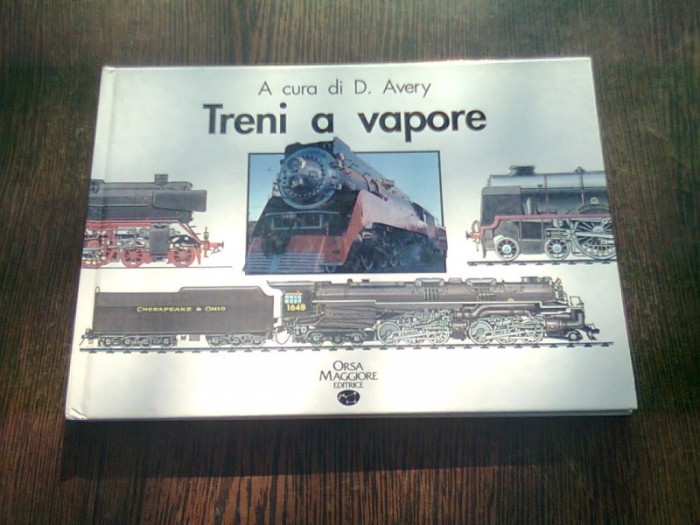 A cura di D. Avery
Treni a vapore
CHESAPEAKE & OHIO
1648
ORSA
MAGGIORE
EDITRICE